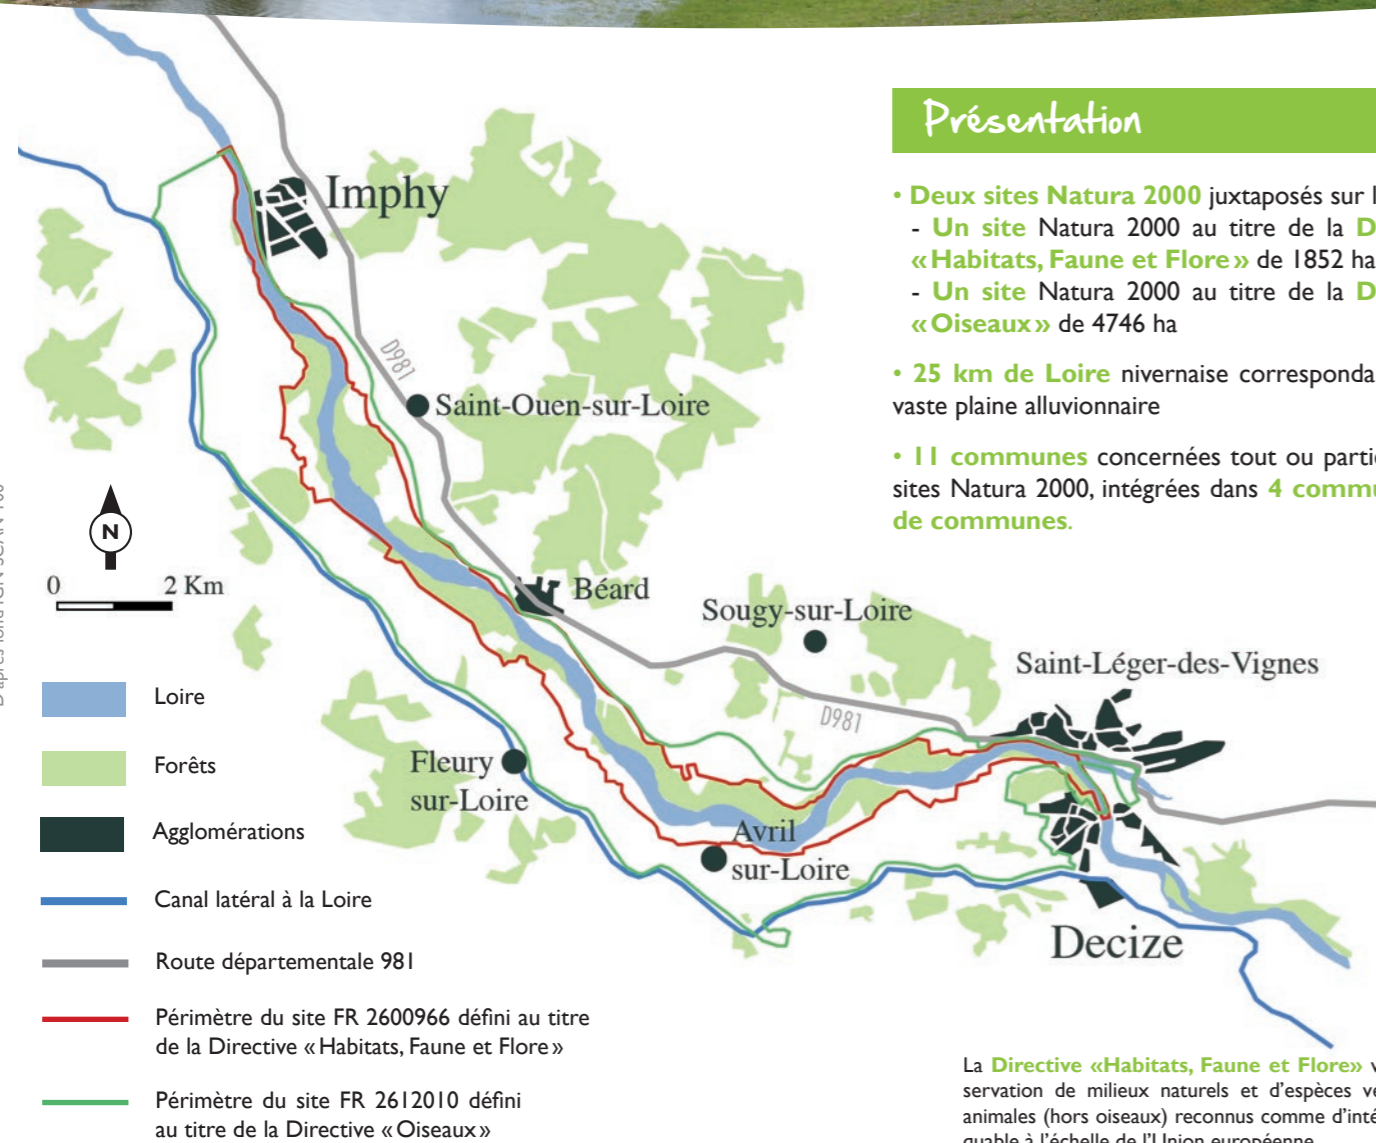 Imphy
D981
Saint-Ouen-sur-Loire
N
0 2 Km
Béard
Sougy-sur-Loire
Saint-Léger-des-Vignes
D981
Fleury
sur-Loire
Avril
sur-Loire
Decize
Loire
Forêts
Agglomérations
Canal latéral à la Loire
Route départementale 981
Périmètre du site FR 2600966 défini au titre
de la Directive «Habitats, Faune et Flore»
Périmètre du site FR 2612010 défini
au titre de la Directive «Oiseaux»
Présentation
• Deux sites Natura 2000 juxtaposés sur
- Un site Natura 2000 au titre de la
«Habitats, Faune et Flore» de 1852 ha
- Un site Natura 2000 au titre de la
«Oiseaux» de 4746 ha
• 25 km de Loire nivernaise corresponda
vaste plaine alluvionnaire
• 11 communes concernées tout ou partie
sites Natura 2000, intégrées dans 4 commu
de communes.
La Directive «Habitats, Faune et Flore» v
servation de milieux naturels et d'espèces vé
animales (hors oiseaux) reconnus comme d'inté
quable à l'échelle de l'Union européenne